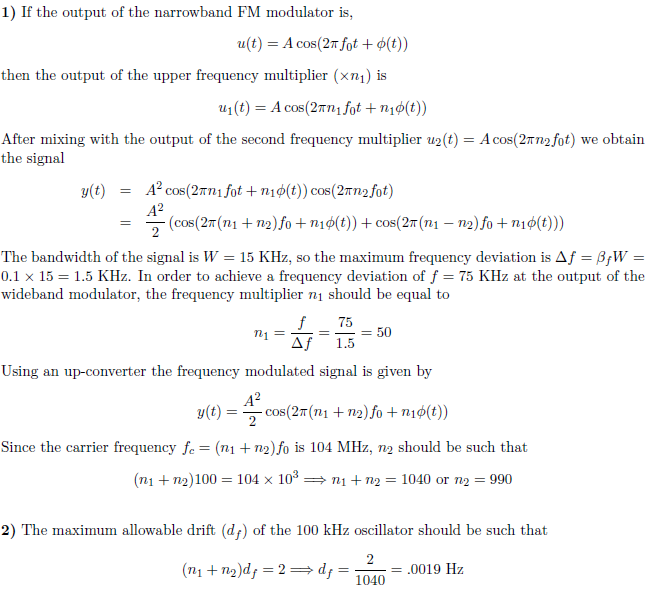 1) If the output of the narrowband FM modulator is,
u(t) = A cos(2πf₀t + ϕ(t))
then the output of the upper frequency multiplier (×n₁) is
u₁(t) = A cos(2πn₁f₀t + n₁ϕ(t))
After mixing with the output of the second frequency multiplier u₂(t) = A cos(2πn₂f₀t) we obtain
the signal
y(t) = A² cos(2πn₁f₀t + n₁ϕ(t)) cos(2πn₂f₀t)
= A²/2 (cos(2π(n₁ + n₂)f₀ + n₁ϕ(t)) + cos(2π(n₁ − n₂)f₀ + n₁ϕ(t)))
The bandwidth of the signal is W = 15 KHz, so the maximum frequency deviation is Δf = β_f W =
0.1 × 15 = 1.5 KHz. In order to achieve a frequency deviation of f = 75 KHz at the output of the
wideband modulator, the frequency multiplier n₁ should be equal to
n₁ = f/Δf = 75/1.5 = 50
Using an up-converter the frequency modulated signal is given by
y(t) = A²/2 cos(2π(n₁ + n₂)f₀ + n₁ϕ(t))
Since the carrier frequency f_c = (n₁ + n₂)f₀ is 104 MHz, n₂ should be such that
(n₁ + n₂)100 = 104 × 10³ ⟹ n₁ + n₂ = 1040 or n₂ = 990
2) The maximum allowable drift (d_f) of the 100 kHz oscillator should be such that
(n₁ + n₂)d_f = 2 ⟹ d_f = 2/1040 = .0019 Hz